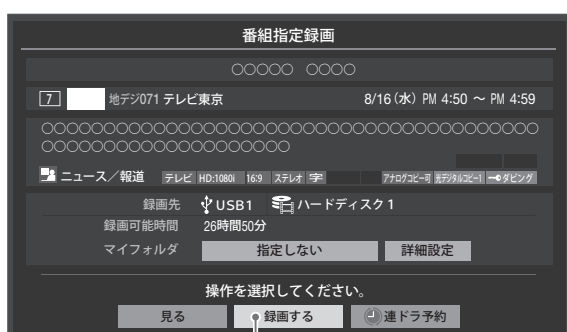 番組指定録画
○○○○○ ○○○○
7 地デジ071 テレビ東京 8/16(水) PM 4:50 ～ PM 4:59
○○○○○○○○○○○○○○○○○○○○○○○○○○○○○○○○○○○○○○○
○○○○○○○○○○○○○○○○○○○○
ニュース／報道 テレビ HD:1080i 16:9 ステレオ 字 アナログコピー可 光デジタルコピー1 ダビング
録画先 USB1 ハードディスク1
録画可能時間 26時間50分
マイフォルダ 指定しない 詳細設定
操作を選択してください。
見る 録画する 連ドラ予約